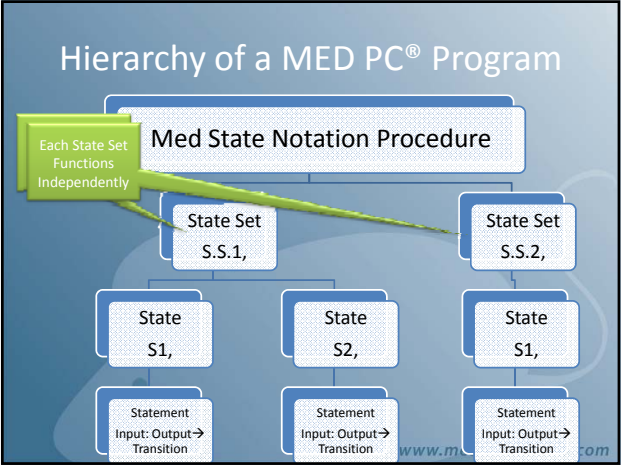 Hierarchy of a MED PC® Program
Med State Notation Procedure
Each State Set
Functions
Independently
State Set
S.S.1,
State Set
S.S.2,
State
S1,
State
S2,
State
S1,
Statement
Input: Output→
Transition
Statement
Input: Output→
Transition
Statement
Input: Output→
Transition